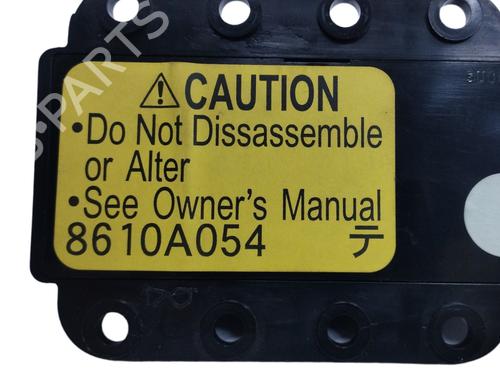 ⚠ CAUTION
•Do Not Dissassemble
or Alter
•See Owner's Manual
8610A054 テ